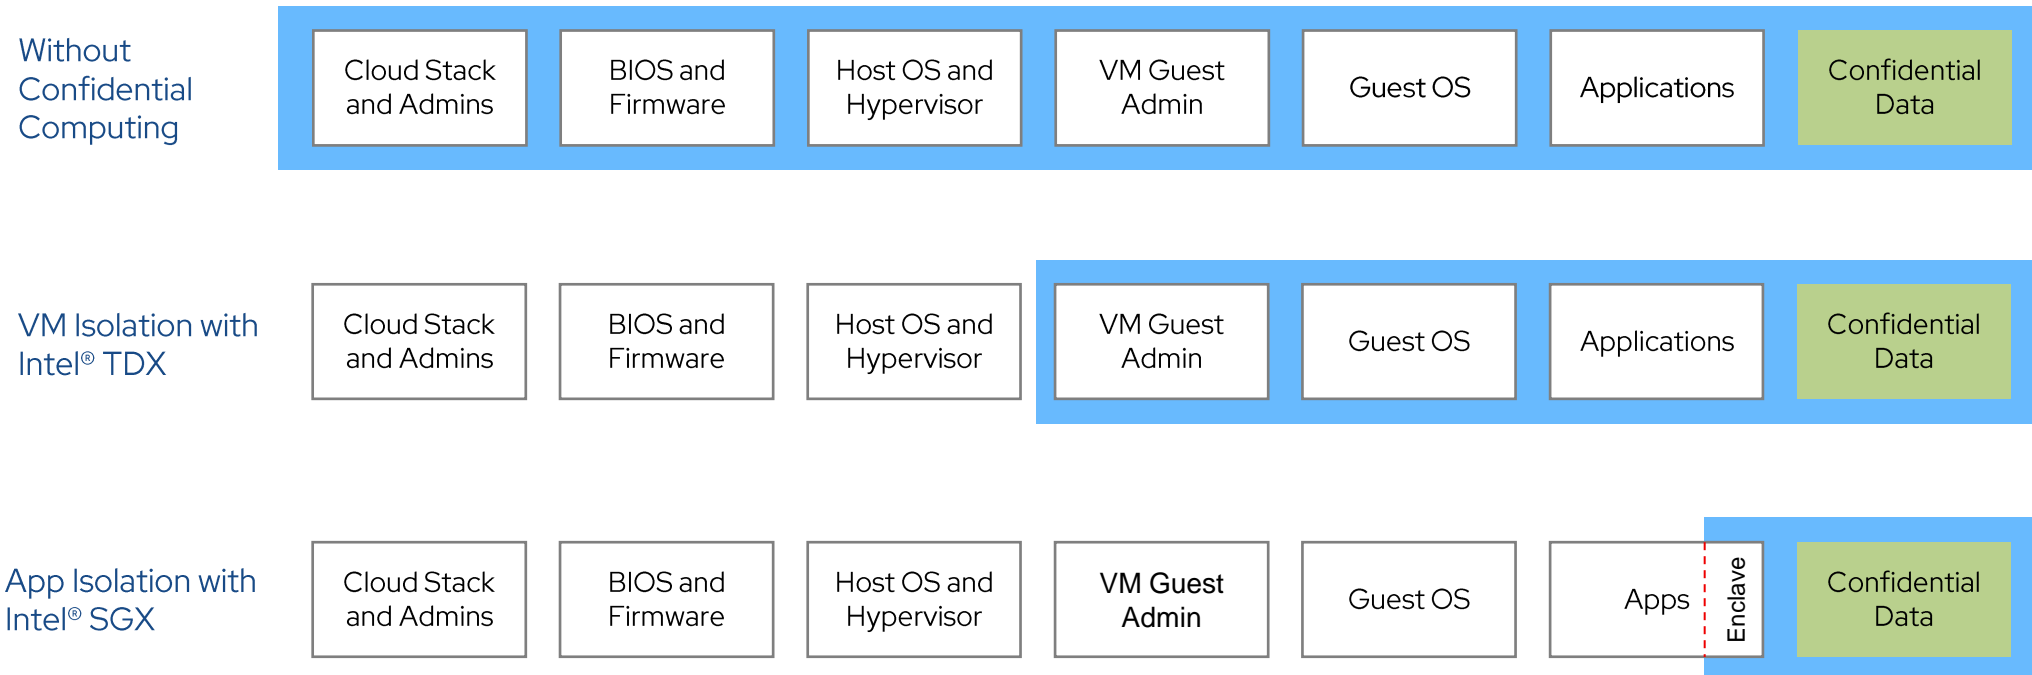 Without
Confidential
Computing
Cloud Stack
and Admins
BIOS and
Firmware
Host OS and
Hypervisor
VM Guest
Admin
Guest OS
Applications
Confidential
Data
VM Isolation with
Intel® TDX
Cloud Stack
and Admins
BIOS and
Firmware
Host OS and
Hypervisor
VM Guest
Admin
Guest OS
Applications
Confidential
Data
App Isolation with
Intel® SGX
Cloud Stack
and Admins
BIOS and
Firmware
Host OS and
Hypervisor
VM Guest
Admin
Guest OS
Apps
Enclave
Confidential
Data